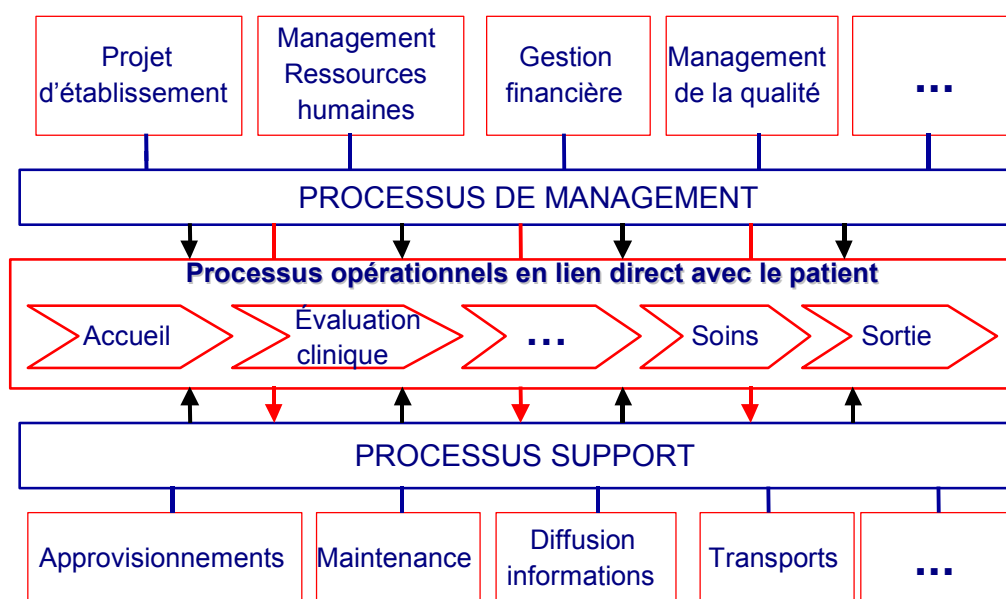 Projet
d’établissement
Management
Ressources
humaines
Gestion
financière
Management
de la qualité
...
PROCESSUS DE MANAGEMENT
Processus opérationnels en lien direct avec le patient
Accueil
Évaluation
clinique
...
Soins
Sortie
PROCESSUS SUPPORT
Approvisionnements
Maintenance
Diffusion
informations
Transports
...